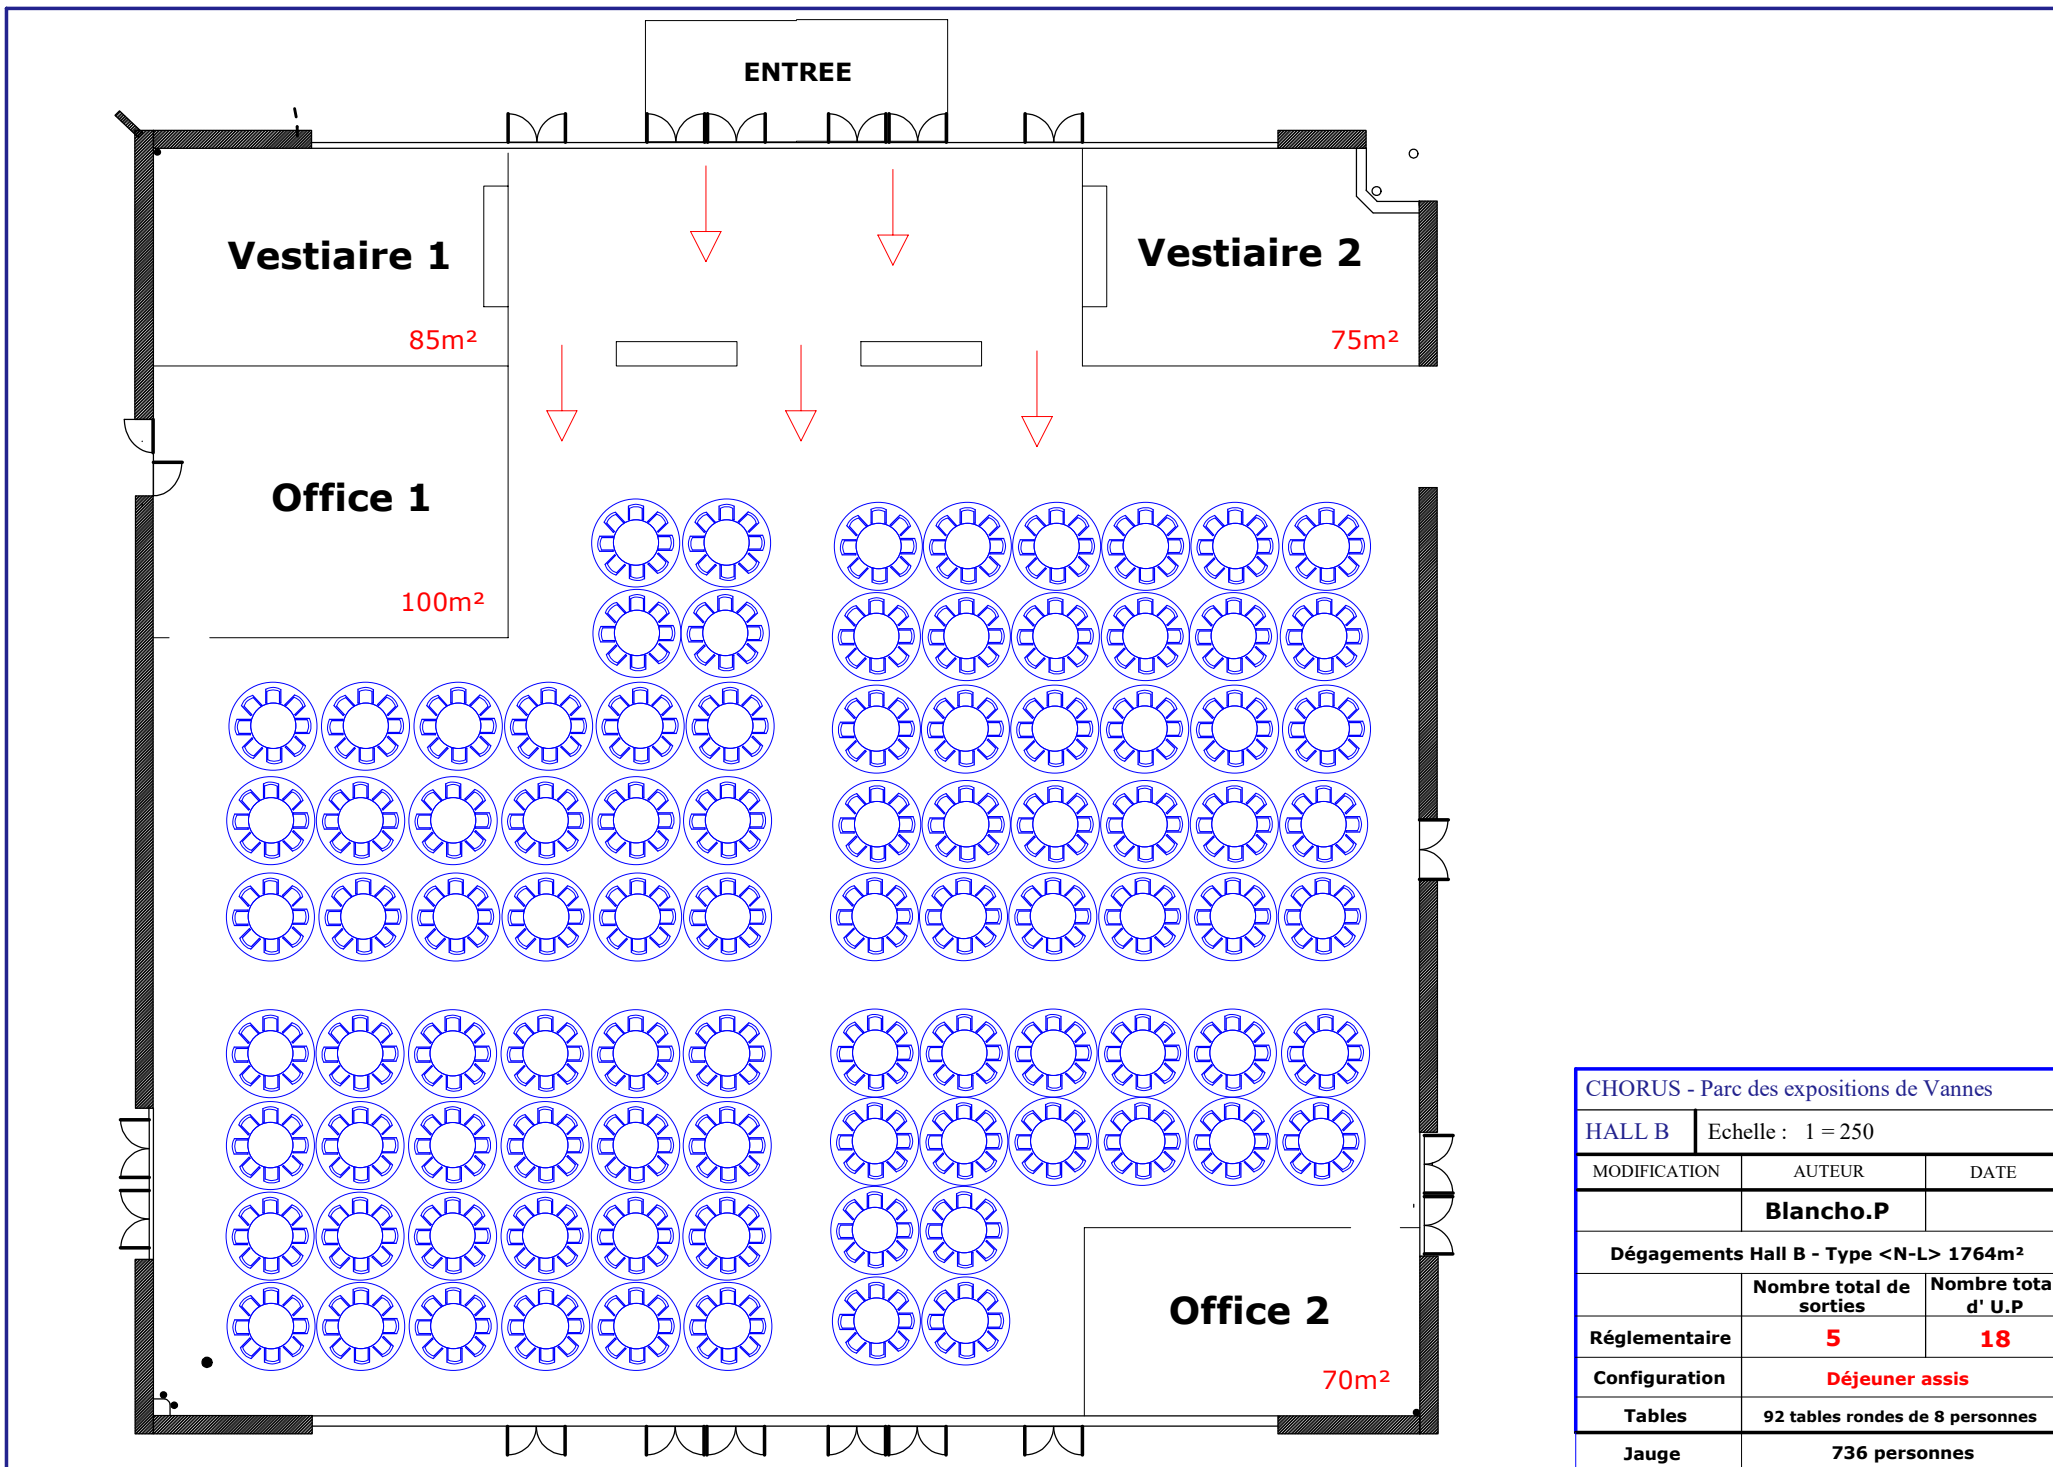 ENTREE
Vestiaire 1
85m²
Vestiaire 2
75m²
Office 1
100m²
Office 2
70m²
CHORUS - Parc des expositions de Vannes
HALL B Echelle : 1 = 250
MODIFICATION AUTEUR DATE
Blancho.P
Dégagements Hall B - Type <N-L> 1764m²
Nombre total de sorties Nombre tota d' U.P
Réglementaire 5 18
Configuration Déjeuner assis
Tables 92 tables rondes de 8 personnes
Jauge 736 personnes